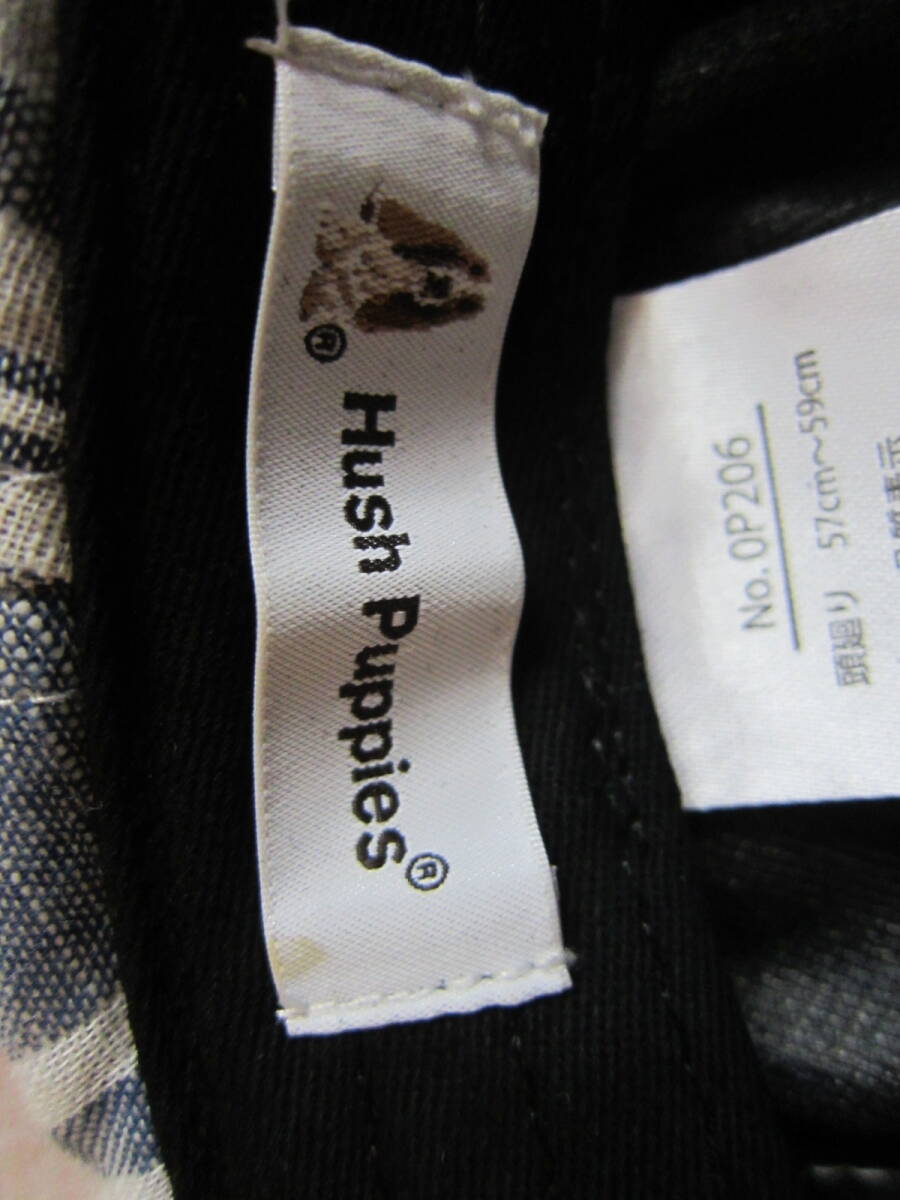 ®
Hush Puppies®
No. 0P206
頭廻り 57cm～59cm